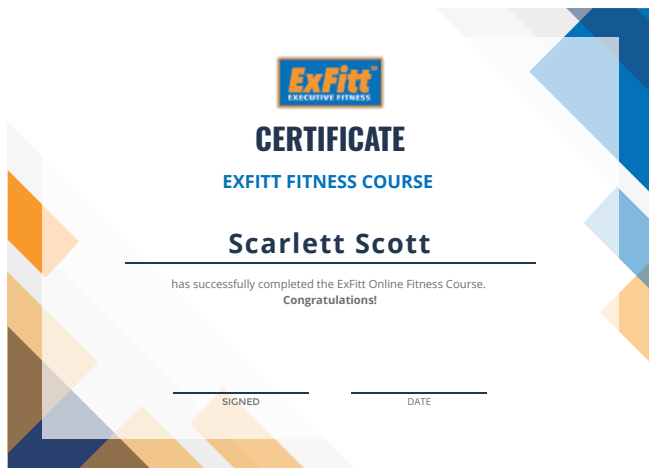 ExFitt™
EXECUTIVE FITNESS
CERTIFICATE
EXFITT FITNESS COURSE
Scarlett Scott
has successfully completed the ExFitt Online Fitness Course.
Congratulations!
SIGNED
DATE